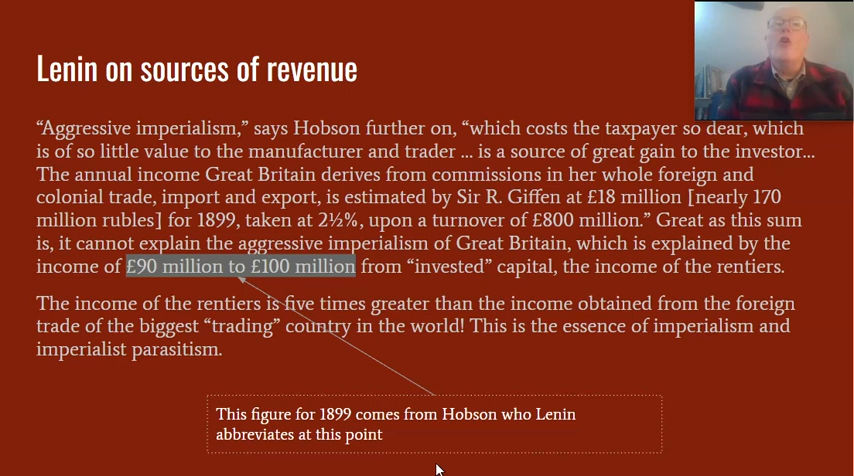 Lenin on sources of revenue
“Aggressive imperialism,” says Hobson further on, “which costs the taxpayer so dear, which
is of so little value to the manufacturer and trader ... is a source of great gain to the investor...
The annual income Great Britain derives from commissions in her whole foreign and
colonial trade, import and export, is estimated by Sir R. Giffen at £18 million [nearly 170
million rubles] for 1899, taken at 2½%, upon a turnover of £800 million.” Great as this sum
is, it cannot explain the aggressive imperialism of Great Britain, which is explained by the
income of £90 million to £100 million from “invested” capital, the income of the rentiers.
The income of the rentiers is five times greater than the income obtained from the foreign
trade of the biggest “trading” country in the world! This is the essence of imperialism and
imperialist parasitism.
This figure for 1899 comes from Hobson who Lenin
abbreviates at this point